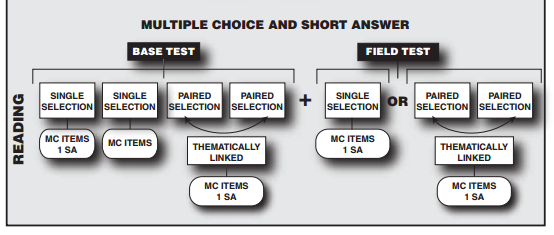 MULTIPLE CHOICE AND SHORT ANSWER
BASE TEST
FIELD TEST
READING
SINGLE
SELECTION
SINGLE
SELECTION
PAIRED
SELECTION
PAIRED
SELECTION
+
SINGLE
SELECTION
OR
PAIRED
SELECTION
PAIRED
SELECTION
MC ITEMS
1 SA
MC ITEMS
THEMATICALLY
LINKED
MC ITEMS
1 SA
MC ITEMS
1 SA
THEMATICALLY
LINKED
MC ITEMS
1 SA